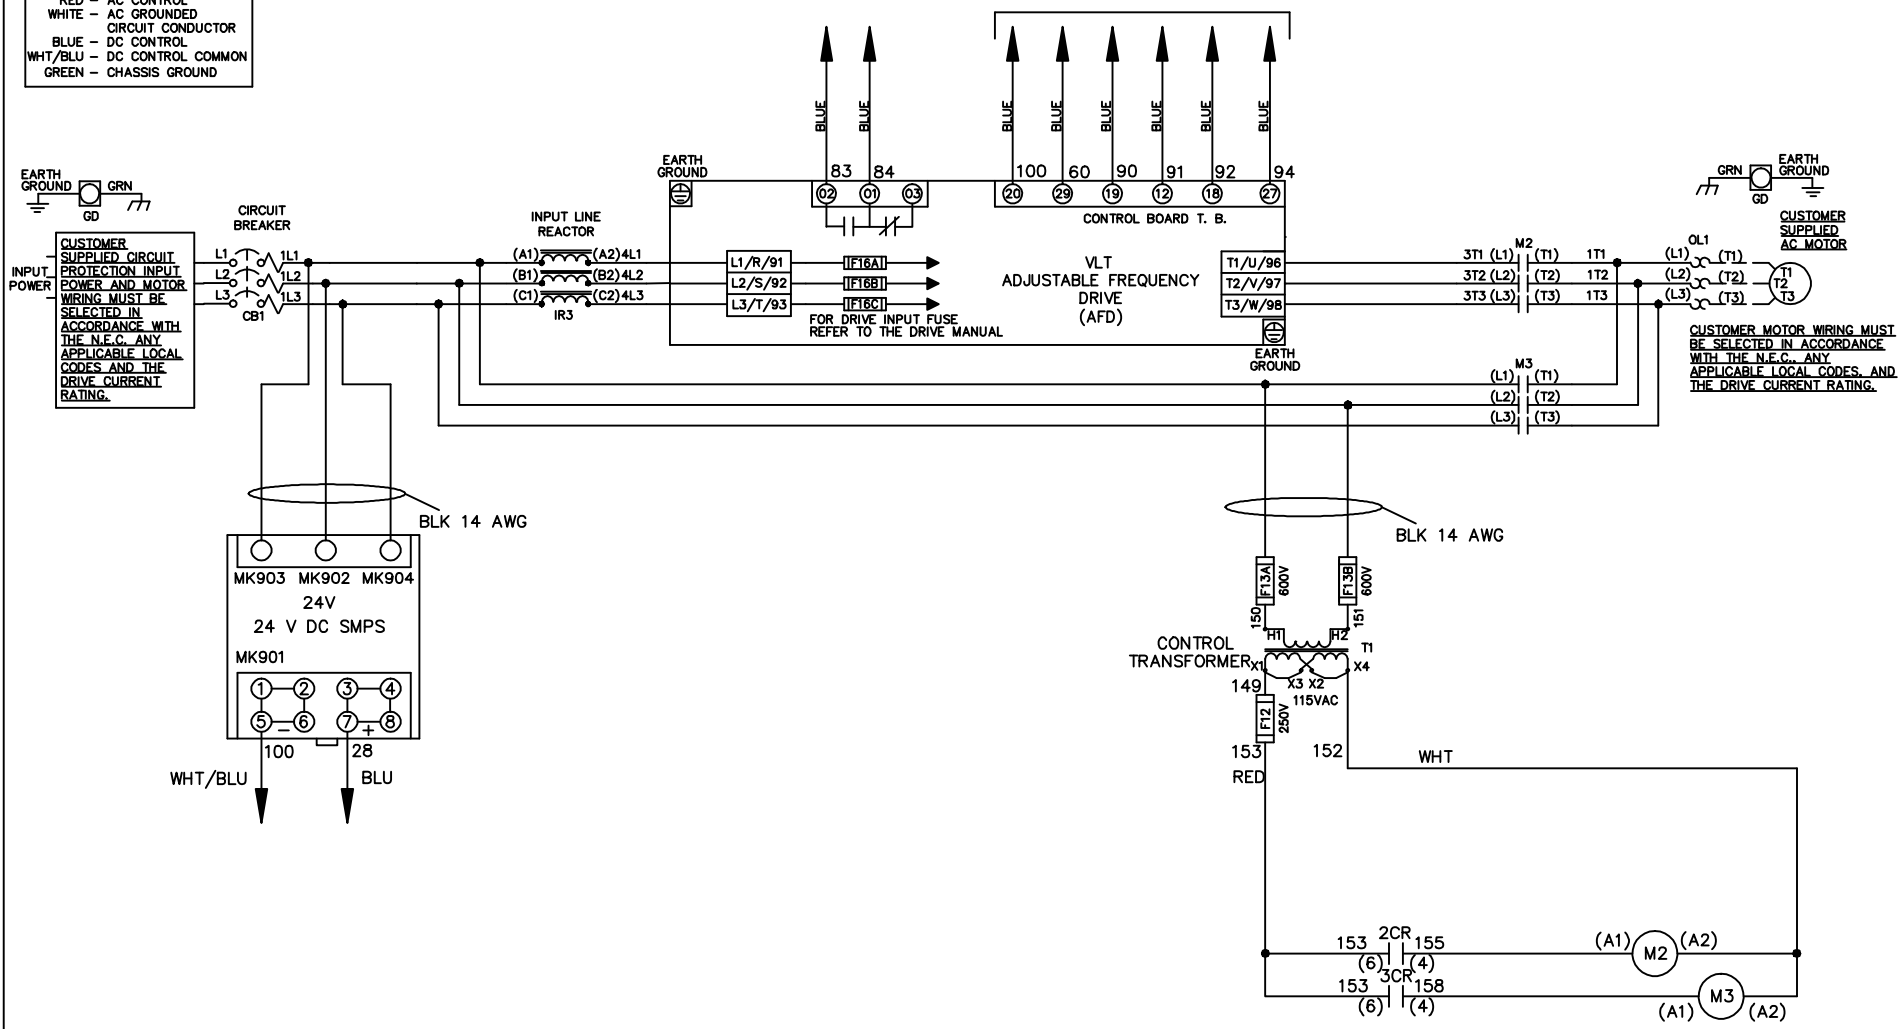 RED – AC CONTROL
WHITE – AC GROUNDED
CIRCUIT CONDUCTOR
BLUE – DC CONTROL
WHT/BLU – DC CONTROL COMMON
GREEN – CHASSIS GROUND
BLUE
BLUE
BLUE
BLUE
BLUE
BLUE
BLUE
BLUE
EARTH
GROUND
GRN
GD
INPUT
POWER
CUSTOMER
SUPPLIED CIRCUIT
PROTECTION INPUT
POWER AND MOTOR
WIRING MUST BE
SELECTED IN
ACCORDANCE WITH
THE N.E.C. ANY
APPLICABLE LOCAL
CODES AND THE
DRIVE CURRENT
RATING.
CIRCUIT
BREAKER
L1 1L1
L2 1L2
L3 1L3
CB1
INPUT LINE
REACTOR
(A1) (A2) 4L1
(B1) (B2) 4L2
(C1) (C2) 4L3
IR3
EARTH
GROUND
83 84
02 01 03
100 60 90 91 92 94
20 29 19 12 18 27
CONTROL BOARD T. B.
L1/R/91
L2/S/92
L3/T/93
F16A
F16B
F16C
FOR DRIVE INPUT FUSE
REFER TO THE DRIVE MANUAL
VLT
ADJUSTABLE FREQUENCY
DRIVE
(AFD)
T1/U/96
T2/V/97
T3/W/98
EARTH
GROUND
M2
3T1 (L1) (T1) 1T1
3T2 (L2) (T2) 1T2
3T3 (L3) (T3) 1T3
OL1
(L1) (T1)
(L2) (T2)
(L3) (T3)
T1
T2
T3
GRN
GD
EARTH
GROUND
CUSTOMER
SUPPLIED
AC MOTOR
CUSTOMER MOTOR WIRING MUST
BE SELECTED IN ACCORDANCE
WITH THE N.E.C., ANY
APPLICABLE LOCAL CODES, AND
THE DRIVE CURRENT RATING.
M3
(L1) (T1)
(L2) (T2)
(L3) (T3)
BLK 14 AWG
MK903 MK902 MK904
24V
24 V DC SMPS
MK901
1 2 3 4
5 6 7 8
– +
100 28
WHT/BLU BLU
BLK 14 AWG
F13A
600V
F13B
600V
150
151
H1 H2
T1
CONTROL
TRANSFORMER
X1 X4
X3 X2
115VAC
149
F12
250V
153
RED
152
WHT
2CR
153 155
(6) (4)
(A1) M2 (A2)
3CR
153 158
(6) (4)
(A1) M3 (A2)